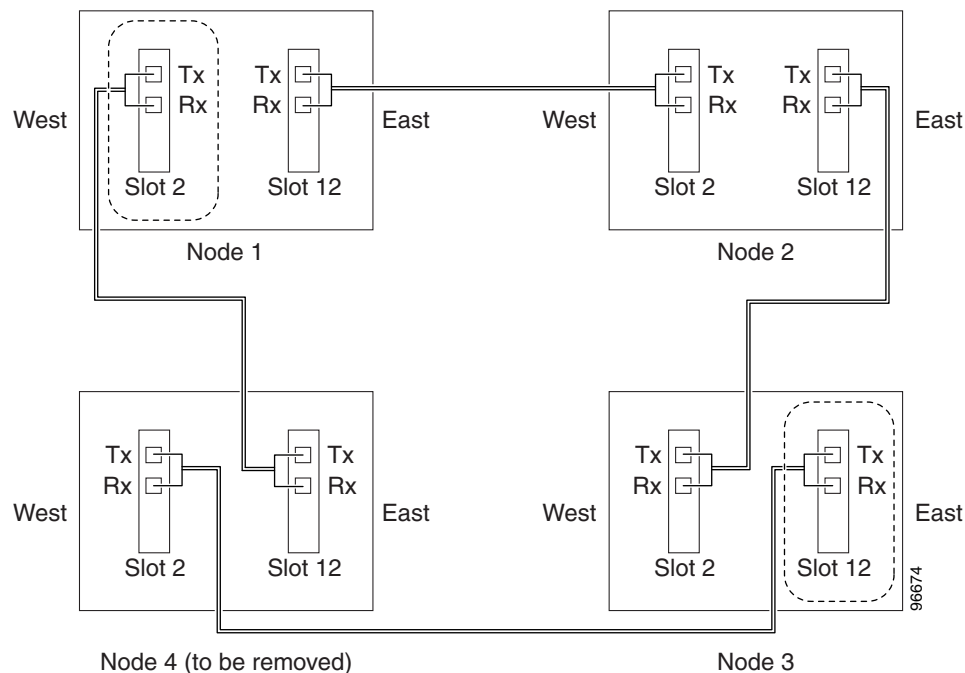 Tx Tx Tx Tx
Rx Rx Rx Rx
West East West East
Slot 2 Slot 12 Slot 2 Slot 12
Node 1 Node 2
Tx Tx Tx Tx
Rx Rx Rx Rx
West East West East
Slot 2 Slot 12 Slot 2 Slot 12
96674
Node 4 (to be removed) Node 3